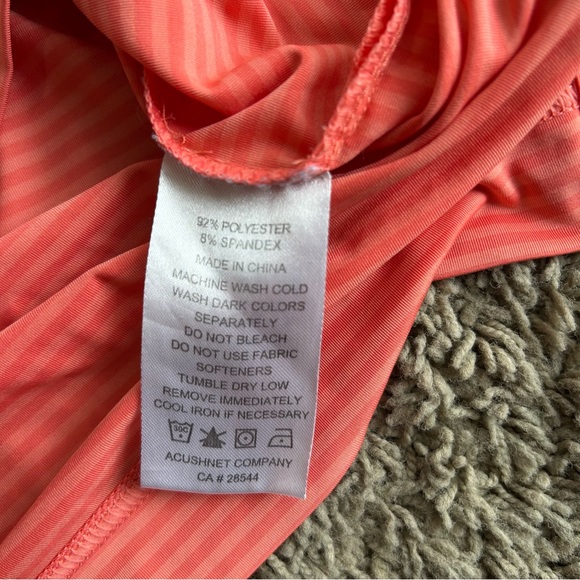 92% POLYESTER
8% SPANDEX
MADE IN CHINA
MACHINE WASH COLD
WASH DARK COLORS
SEPARATELY
DO NOT BLEACH
DO NOT USE FABRIC
SOFTENERS
TUMBLE DRY LOW
REMOVE IMMEDIATELY
COOL IRON IF NECESSARY
30C
ACUSHNET COMPANY
CA # 28544